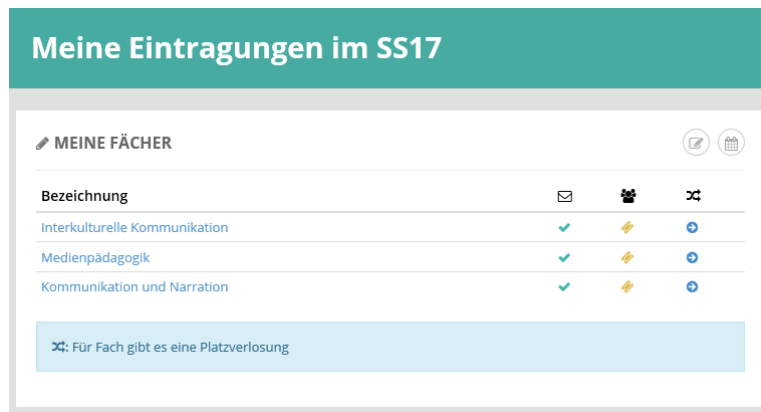 Meine Eintragungen im SS17
MEINE FÄCHER
Bezeichnung
Interkulturelle Kommunikation
Medienpädagogik
Kommunikation und Narration
: Für Fach gibt es eine Platzverlosung